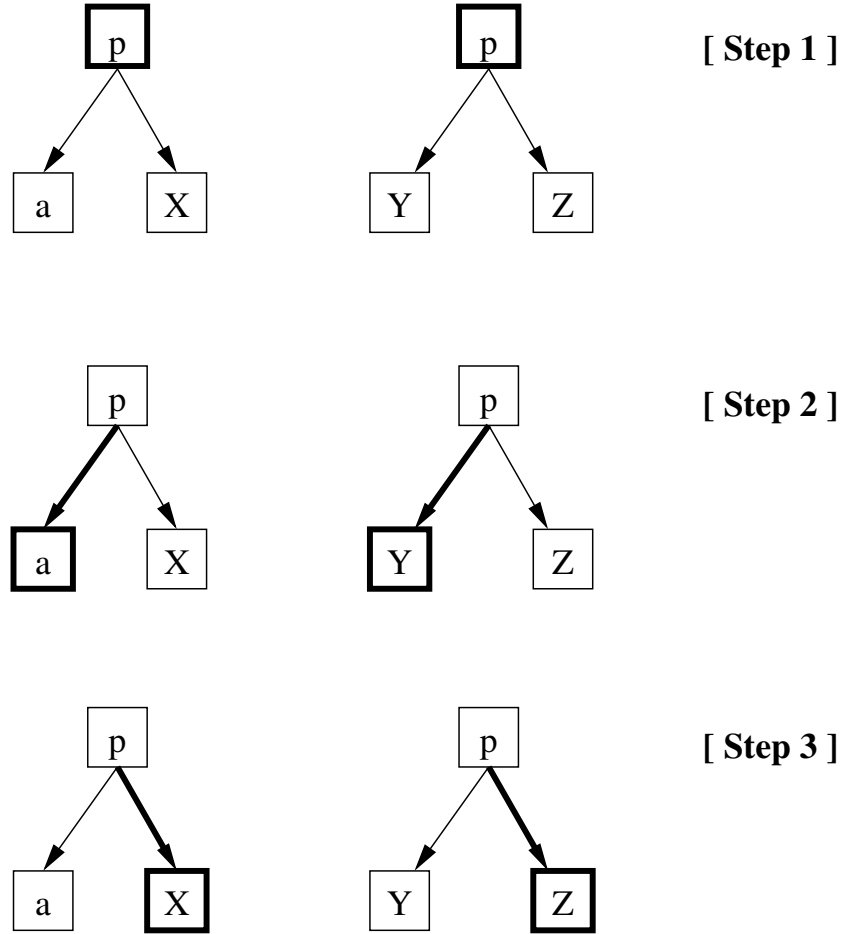 p p [ Step 1 ]
a X Y Z
p p [ Step 2 ]
a X Y Z
p p [ Step 3 ]
a X Y Z